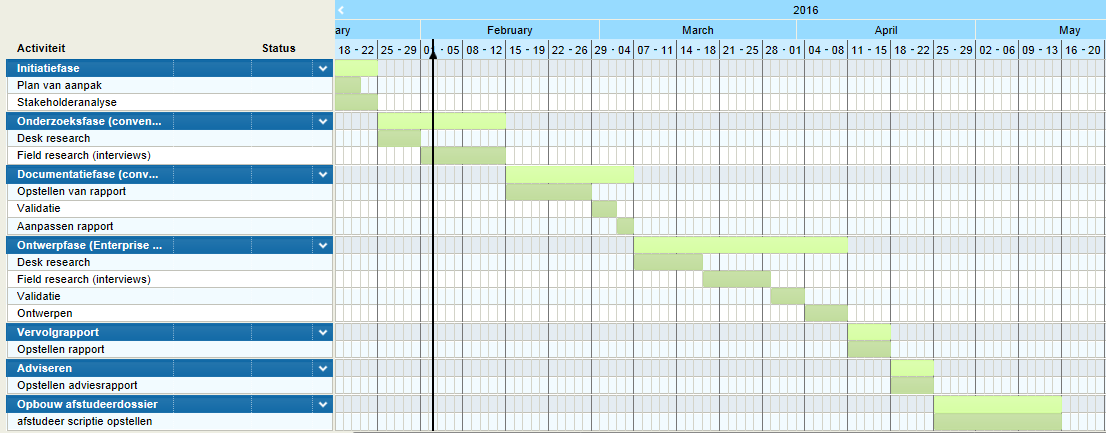 2016
ary February March April May
Activiteit Status 18 - 22 25 - 29 01 - 05 08 - 12 15 - 19 22 - 26 29 - 04 07 - 11 14 - 18 21 - 25 28 - 01 04 - 08 11 - 15 18 - 22 25 - 29 02 - 06 09 - 13 16 - 20
Initiatiefase
Plan van aanpak
Stakeholderanalyse
Onderzoeksfase (conven...
Desk research
Field research (interviews)
Documentatiefase (conv...
Opstellen van rapport
Validatie
Aanpassen rapport
Ontwerpfase (Enterprise ...
Desk research
Field research (interviews)
Validatie
Ontwerpen
Vervolgrapport
Opstellen rapport
Adviseren
Opstellen adviesrapport
Opbouw afstudeerdossier
afstudeer scriptie opstellen